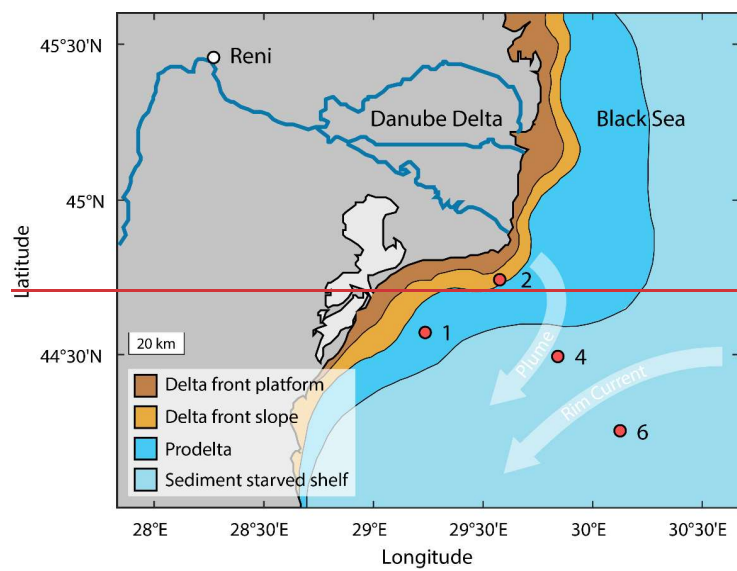 45°30'N
Reni
Danube Delta
Black Sea
45°N
Latitude
2
1
20 km
44°30'N
Plume
4
Rim Current
6
Delta front platform
Delta front slope
Prodelta
Sediment starved shelf
28°E
28°30'E
29°E
29°30'E
30°E
30°30'E
Longitude